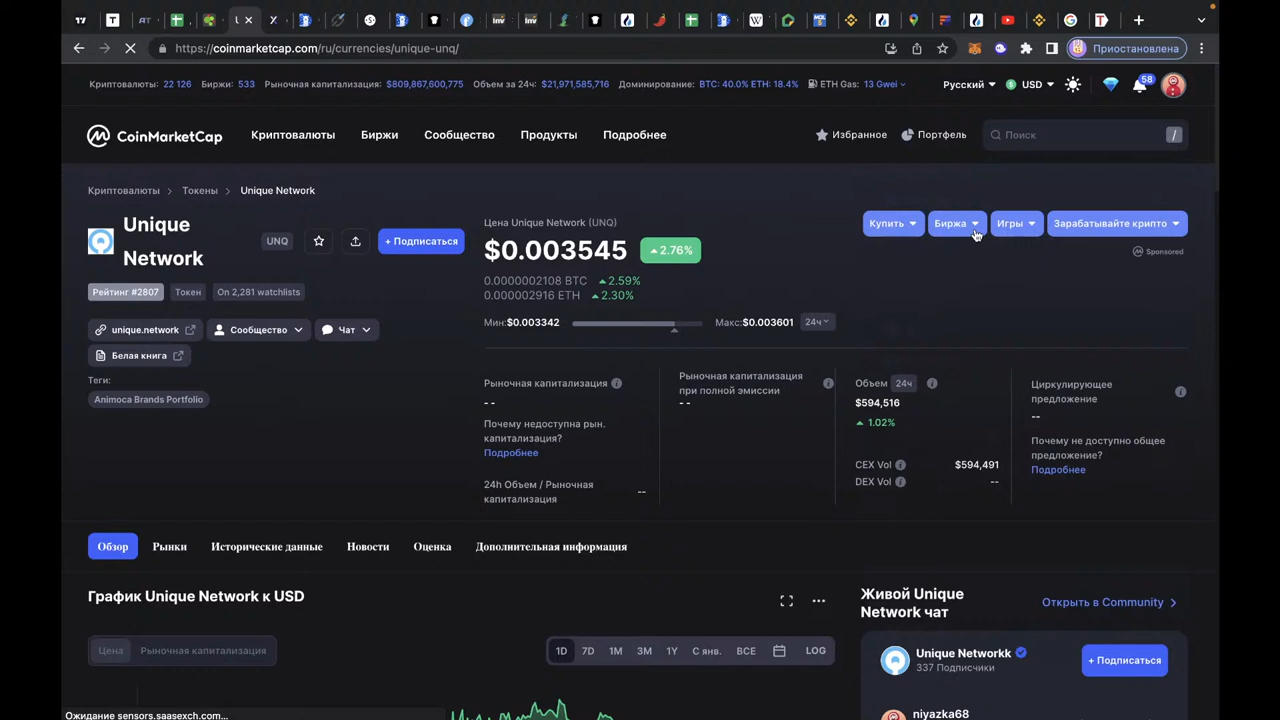 https://coinmarketcap.com/ru/currencies/unique-unq/
Приостановлена
Криптовалюты: 22 126 Биржи: 533 Рыночная капитализация: $809,867,600,775 Объем за 24ч: $21,971,585,716 Доминирование: BTC: 40.0% ETH: 18.4% ETH Gas: 13 Gwei
Русский USD 58
CoinMarketCap Криптовалюты Биржи Сообщество Продукты Подробнее Избранное Портфель Поиск /
Криптовалюты > Токены > Unique Network
Unique
Network
UNQ
+ Подписаться
Рейтинг #2807 Токен On 2,281 watchlists
unique.network Сообщество Чат
Белая книга
Теги:
Animoca Brands Portfolio
Цена Unique Network (UNQ)
$0.003545 2.76%
0.0000002108 BTC 2.59%
0.000002916 ETH 2.30%
Мин:$0.003342 Макс:$0.003601 24ч
Купить Биржа Игры Зарабатывайте крипто
Sponsored
Рыночная капитализация
- -
Почему недоступна рын.
капитализация?
Подробнее
24h Объем / Рыночная
капитализация
--
Рыночная капитализация
при полной эмиссии
- -
Объем 24ч
$594,516
1.02%
CEX Vol $594,491
DEX Vol --
Циркулирующее
предложение
--
Почему не доступно общее
предложение?
Подробнее
Обзор Рынки Исторические данные Новости Оценка Дополнительная информация
График Unique Network к USD
Цена Рыночная капитализация
1D 7D 1M 3M 1Y С янв. ВСЕ LOG
Живой Unique
Network чат
Открыть в Community >
Unique Networkk
337 Подписчики
+ Подписаться
niyazka68
Ожидание sensors.saasexch.com...